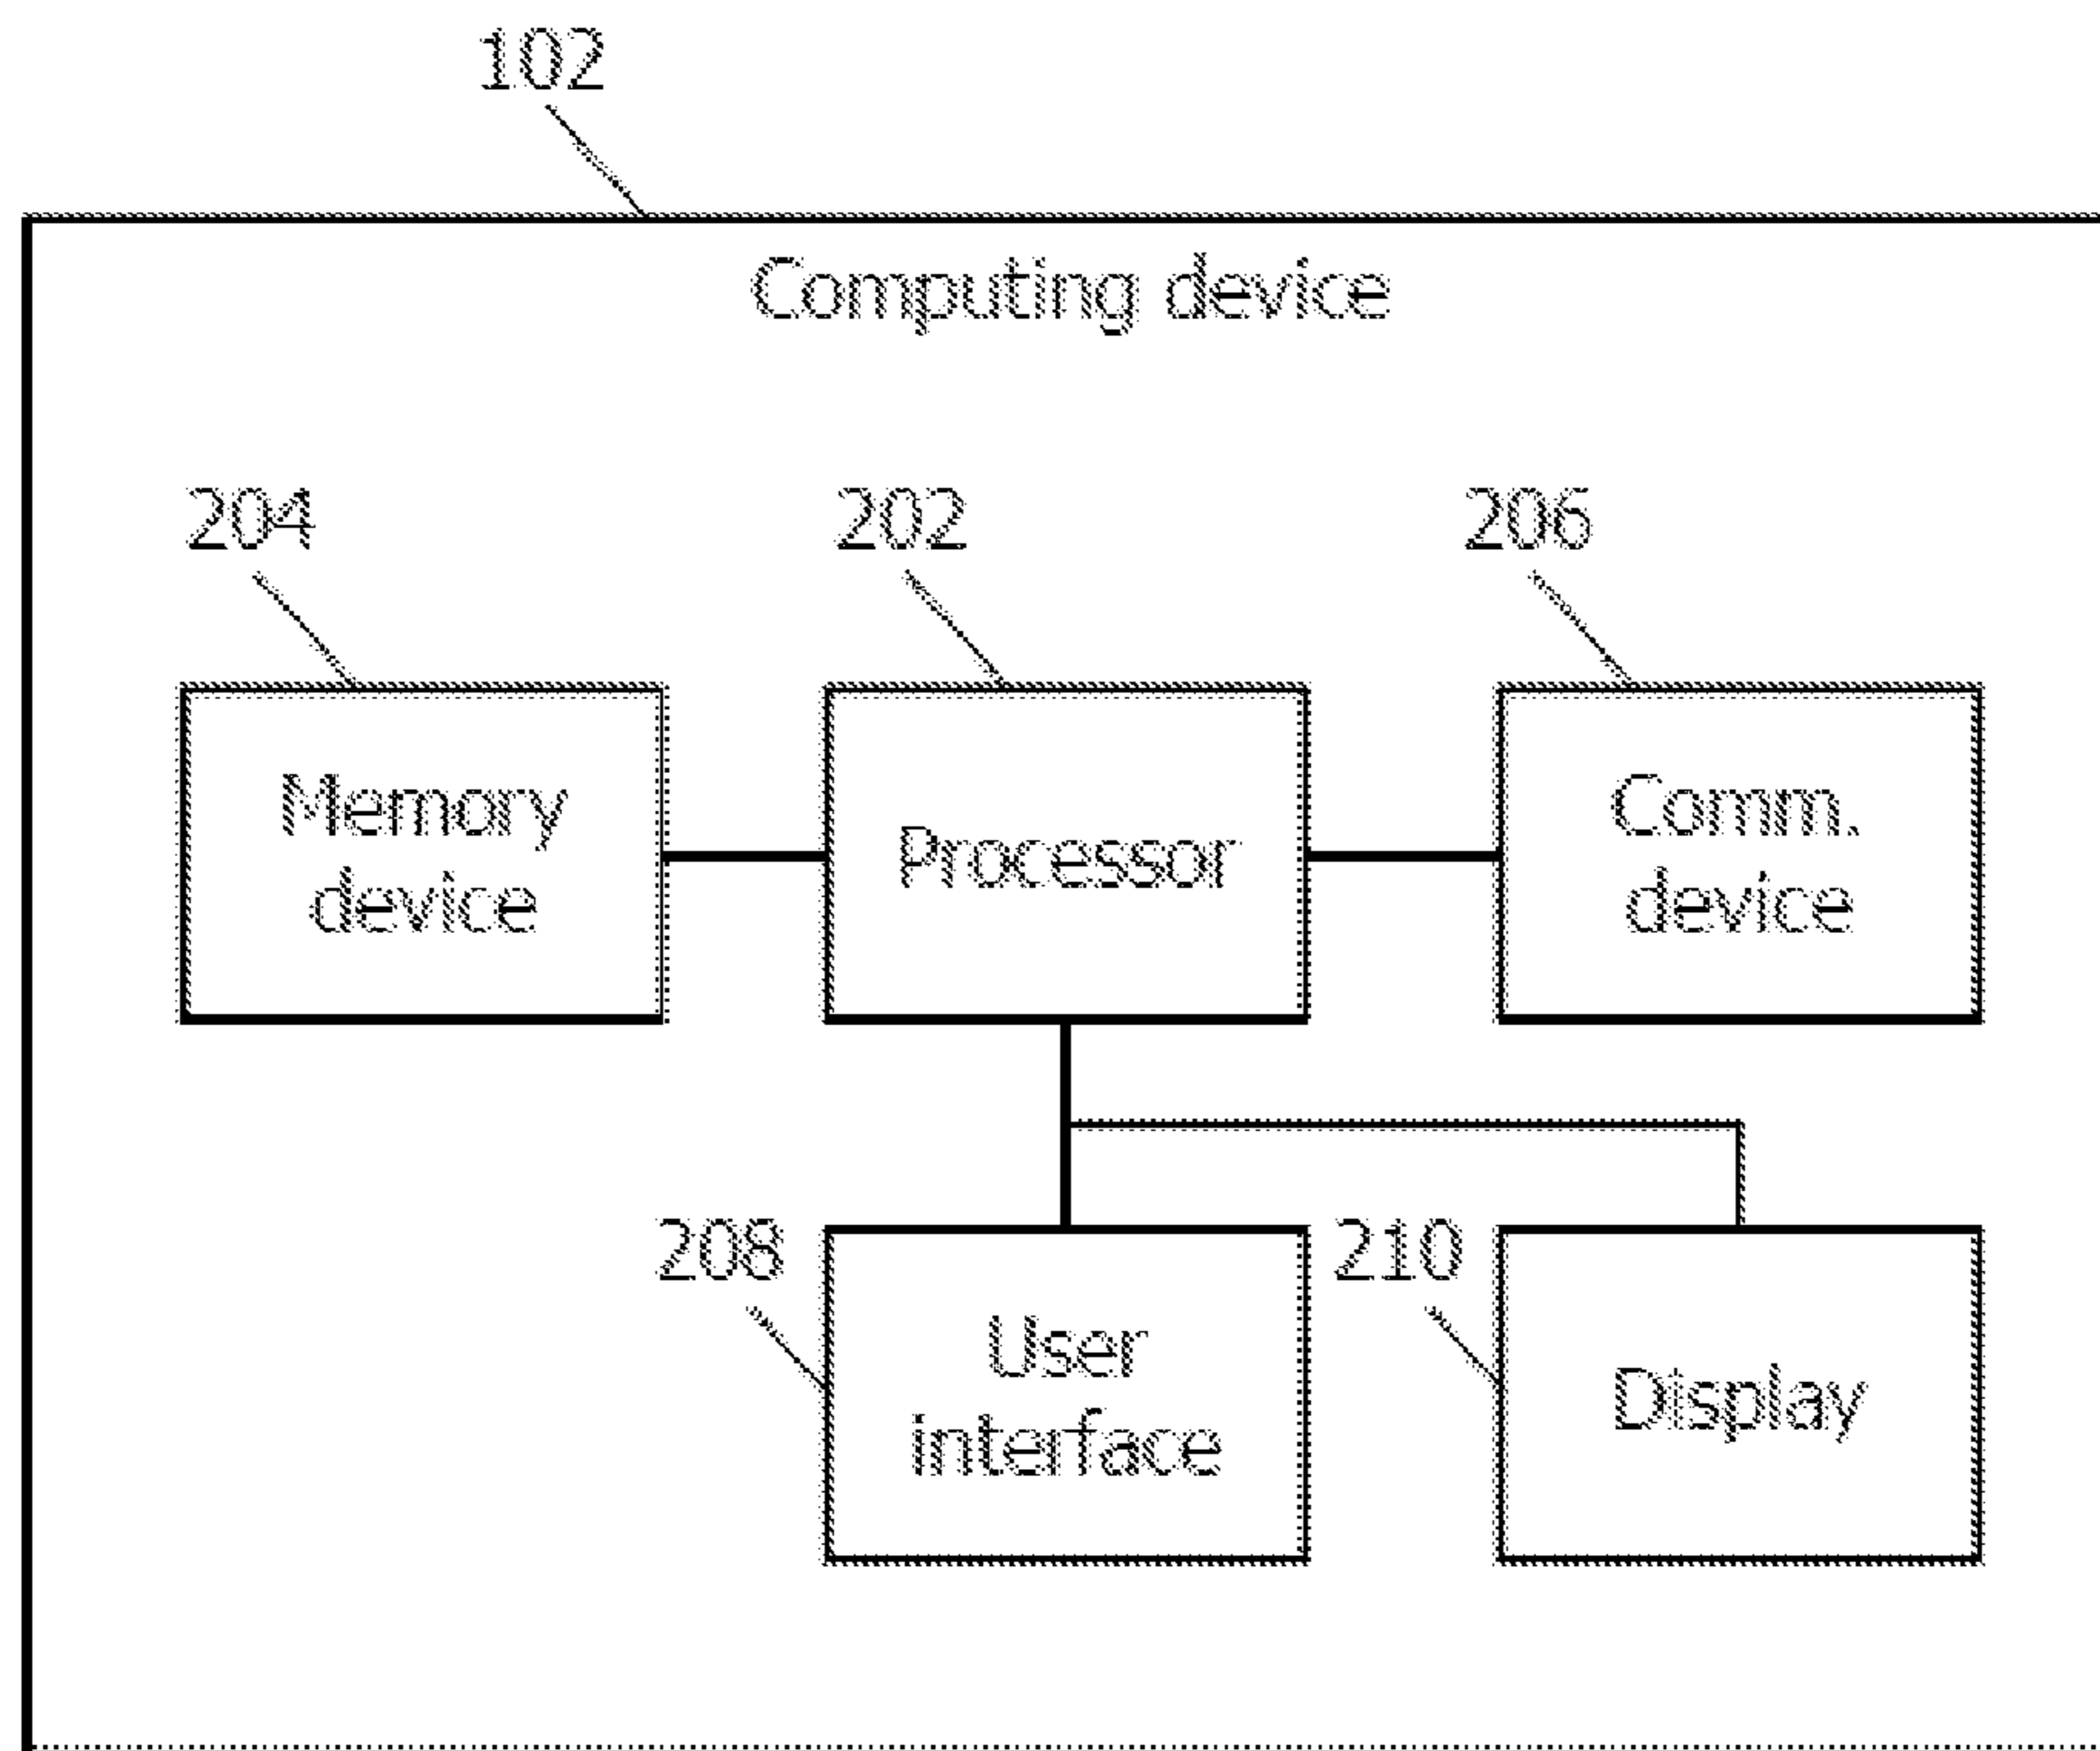 102
Computing device
204
202
206
Memory
device
Processor
Comm.
device
208
User
interface
210
Display